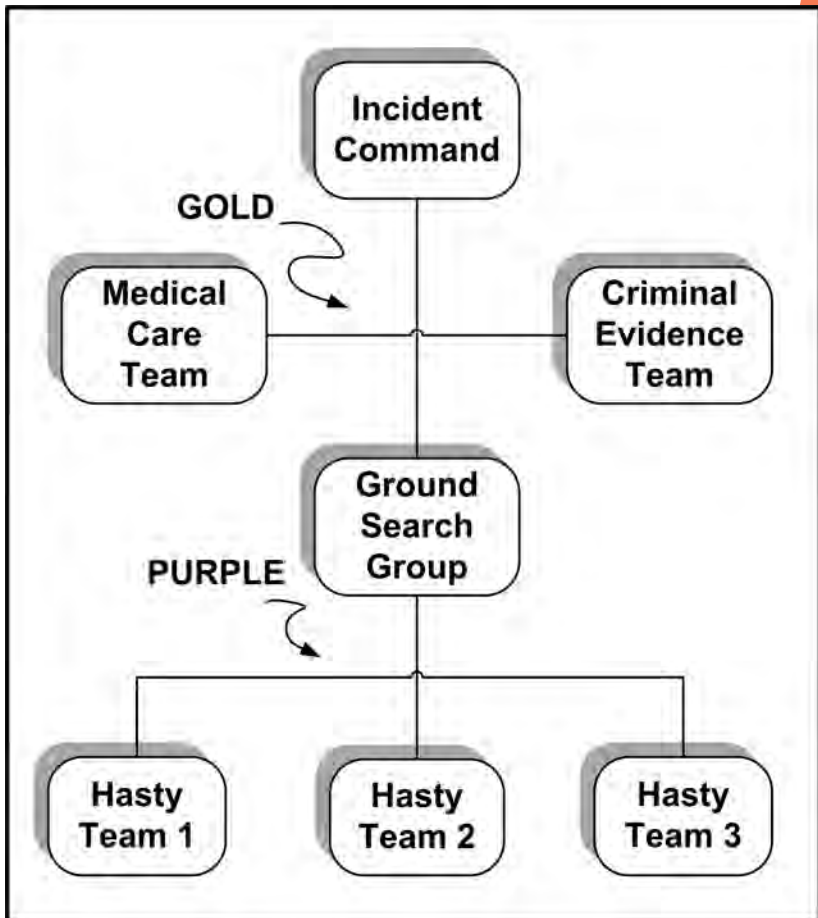 Incident
Command
GOLD
Medical
Care
Team
Criminal
Evidence
Team
Ground
Search
Group
PURPLE
Hasty
Team 1
Hasty
Team 2
Hasty
Team 3